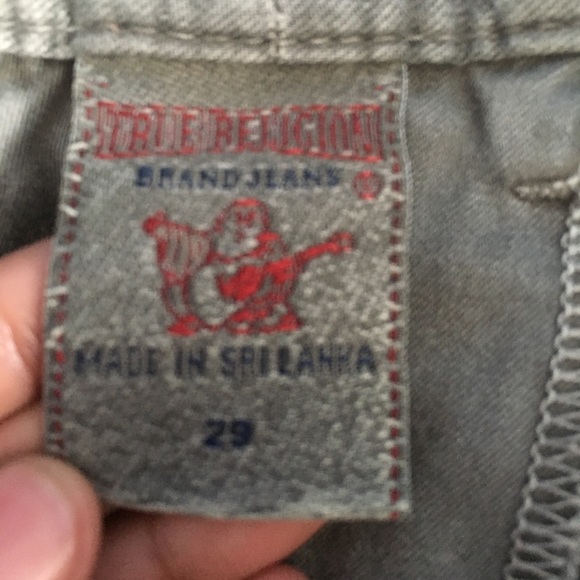 TRUE RELIGION
BRAND JEANS
MADE IN SRI LANKA
29